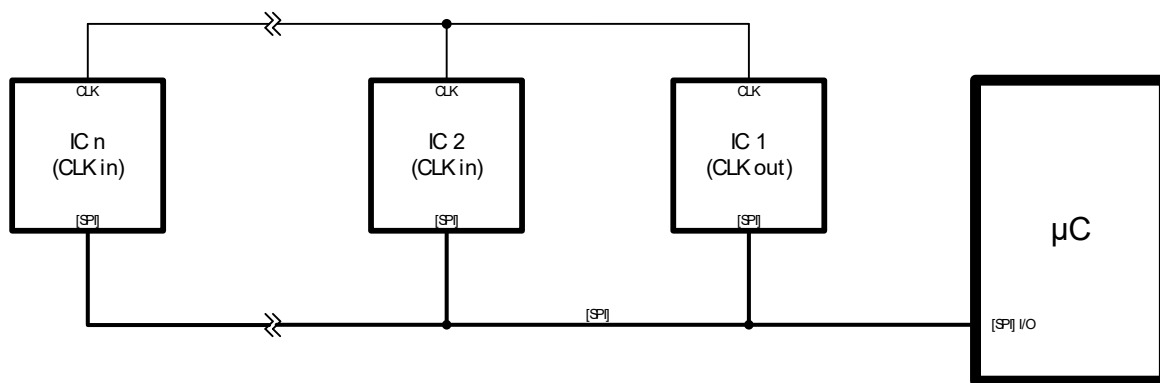 CLK
CLK
CLK
IC n
(CLK in)
IC 2
(CLK in)
IC 1
(CLK out)
[SPI]
[SPI]
[SPI]
µC
[SPI]
[SPI] I/O